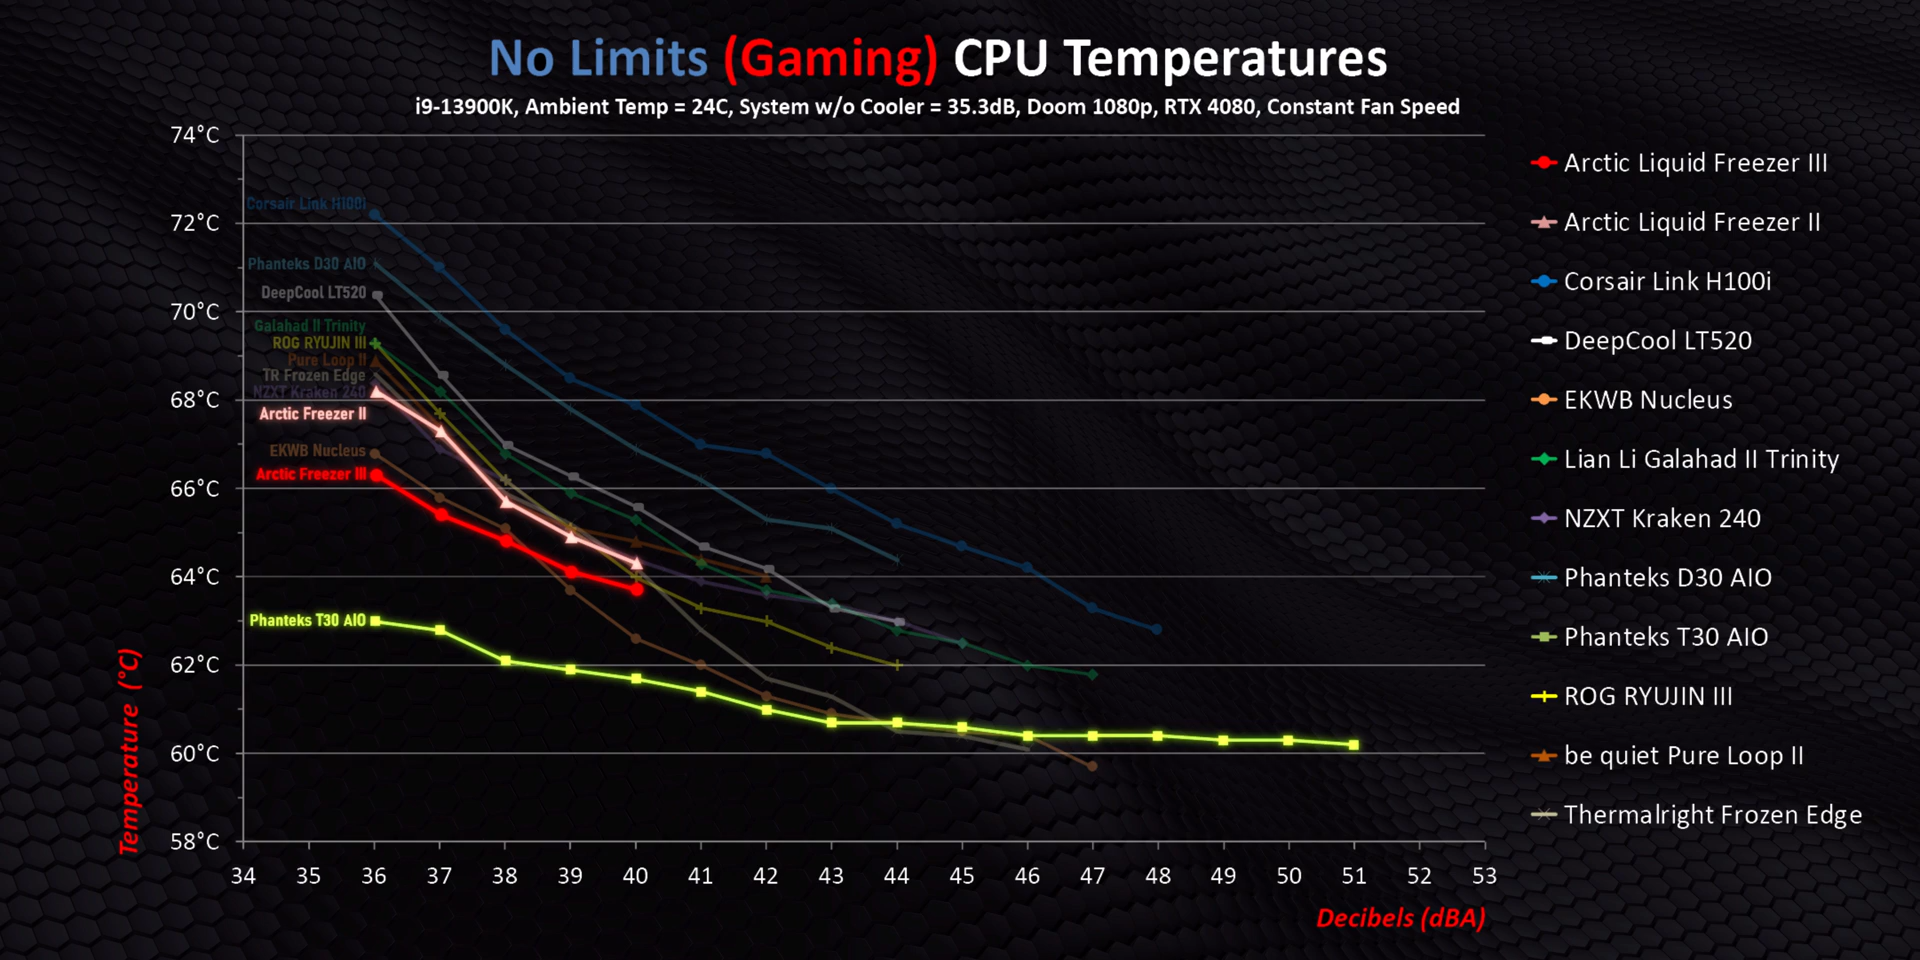 No Limits (Gaming) CPU Temperatures
i9-13900K, Ambient Temp = 24C, System w/o Cooler = 35.3dB, Doom 1080p, RTX 4080, Constant Fan Speed
74°C
72°C
70°C
68°C
66°C
64°C
62°C
60°C
58°C
Temperature (°C)
Corsair Link H100i
Phanteks D30 AIO
DeepCool LT520
Galahad II Trinity
ROG RYUJIN III
Pure Loop II
TR Frozen Edge
NZXT Kraken 240
Arctic Freezer II
EKWB Nucleus
Arctic Freezer III
Phanteks T30 AIO
34 35 36 37 38 39 40 41 42 43 44 45 46 47 48 49 50 51 52 53
Decibels (dBA)
Arctic Liquid Freezer III
Arctic Liquid Freezer II
Corsair Link H100i
DeepCool LT520
EKWB Nucleus
Lian Li Galahad II Trinity
NZXT Kraken 240
Phanteks D30 AIO
Phanteks T30 AIO
ROG RYUJIN III
be quiet Pure Loop II
Thermalright Frozen Edge